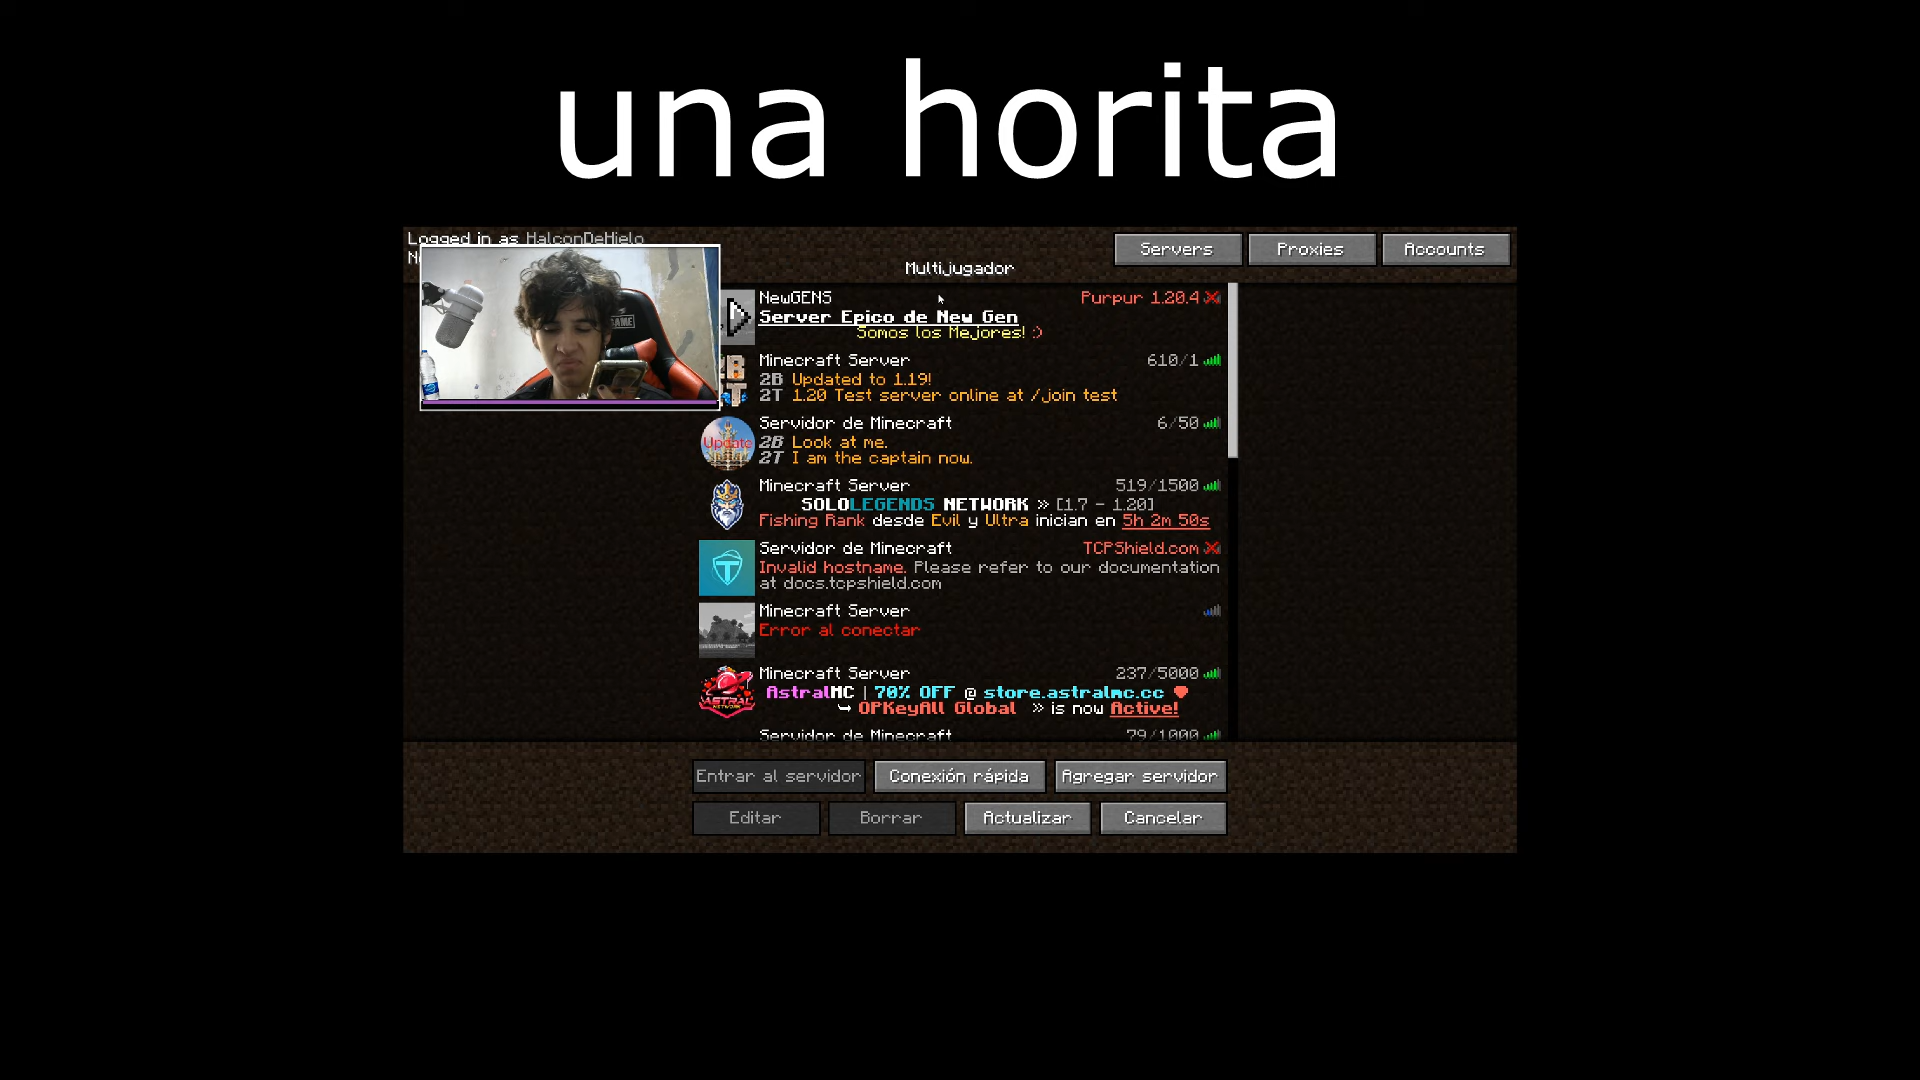 una horita
Logged in as HalconDeHielo
Servers
Proxies
Accounts
Multijugador
NewGENS
Purpur 1.20.4
Server Epico de New Gen
Somos los Mejores! :)
Minecraft Server
610/1
2B Updated to 1.19!
2T 1.20 Test server online at /join test
Servidor de Minecraft
6/50
Update
2B Look at me.
2T I am the captain now.
Minecraft Server
519/1500
SOLOLEGENDS NETWORK » [1.7 - 1.20]
Fishing Rank desde Evil y Ultra inician en 5h 2m 50s
Servidor de Minecraft
TCPShield.com
Invalid hostname. Please refer to our documentation
at docs.tcpshield.com
Minecraft Server
Error al conectar
Minecraft Server
237/5000
ASTRAL
NETWORK
AstralMC | 70% OFF @ store.astralmc.cc ♥
↪ OPKeyAll Global » is now Active!
Servidor de Minecraft
79/1000
Entrar al servidor
Conexión rápida
Agregar servidor
Editar
Borrar
Actualizar
Cancelar